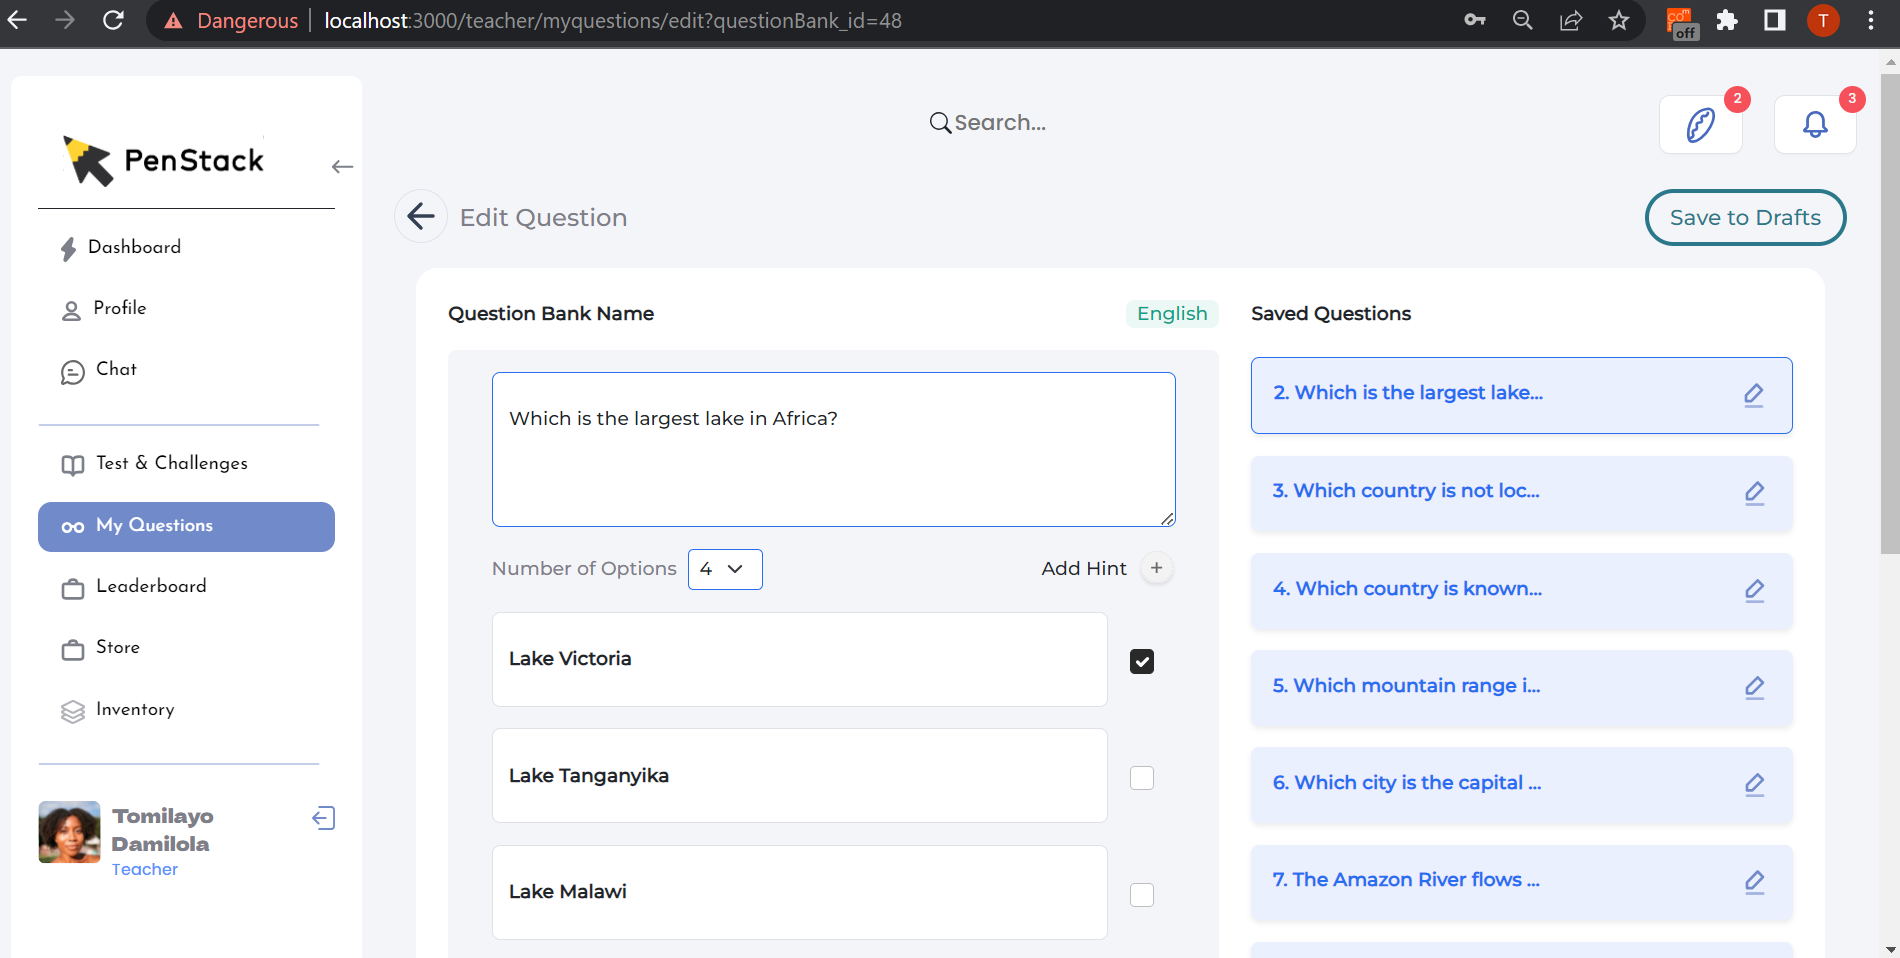 Dangerous
localhost:3000/teacher/myquestions/edit?questionBank_id=48
off
T
PenStack
Dashboard
Profile
Chat
Test & Challenges
My Questions
Leaderboard
Store
Inventory
Tomilayo
Damilola
Teacher
Search...
2
3
Edit Question
Save to Drafts
Question Bank Name
English
Which is the largest lake in Africa?
Number of Options
4
Add Hint
+
Lake Victoria
Lake Tanganyika
Lake Malawi
Saved Questions
2. Which is the largest lake...
3. Which country is not loc...
4. Which country is known...
5. Which mountain range i...
6. Which city is the capital ...
7. The Amazon River flows ...